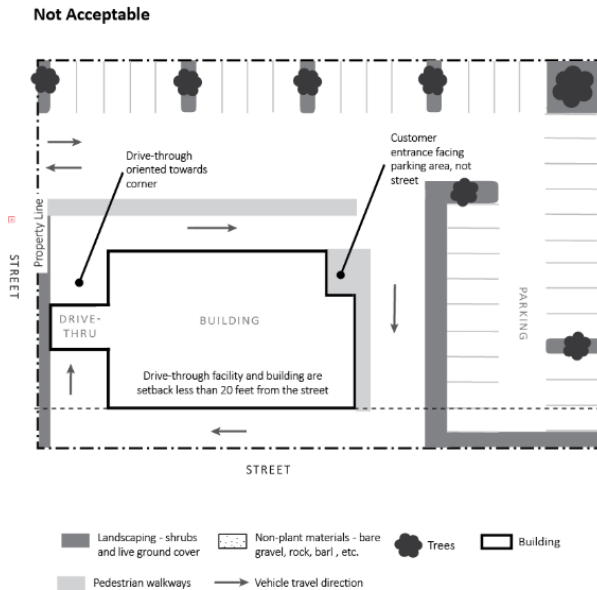 Not Acceptable
Customer
entrance facing
parking area, not
street
Drive-through
oriented towards
corner
Property Line
STREET
DRIVE-
THRU
BUILDING
PARKING
Drive-through facility and building are
setback less than 20 feet from the street
STREET
Landscaping - shrubs
and live ground cover
Non-plant materials - bare
gravel, rock, barl , etc.
Trees
Building
Pedestrian walkways
Vehicle travel direction